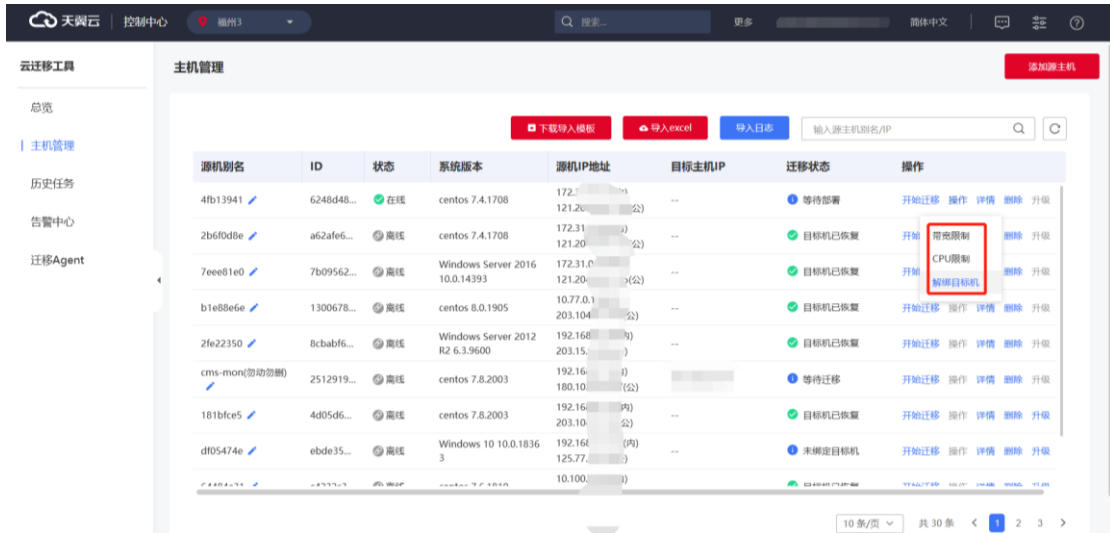 天翼云 控制中心 福州3 搜索... 更多 简体中文
云迁移工具
总览
主机管理
历史任务
告警中心
迁移Agent
主机管理
添加源主机
下载导入模板 导入excel 导入日志 输入源主机别名/IP
源机别名 ID 状态 系统版本 源机IP地址 目标主机IP 迁移状态 操作
4fb13941 6248d48... 在线 centos 7.4.1708 -- 等待部署 开始迁移 操作 详情 删除 升级
2b6f0d8e a62afe6... 离线 centos 7.4.1708 172.31 121.20 公) -- 目标机已恢复 删除 升级
带宽限制
CPU限制
解绑目标机
7eee81e0 7b09562... 离线 Windows Server 2016 10.0.14393 172.31.0 121.20 (公) -- 目标机已恢复 删除 升级
b1e88e6e 1300678... 离线 centos 8.0.1905 10.77.0.1 203.104 公) -- 目标机已恢复 开始迁移 操作 详情 删除 升级
2fe22350 8cbabf6... 离线 Windows Server 2012 R2 6.3.9600 192.168 内) 203.15. -- 目标机已恢复 开始迁移 操作 详情 删除 升级
cms-mon(勿动勿删) 2512919... 离线 centos 7.8.2003 192.16 180.10 (公) 等待迁移 开始迁移 操作 详情 删除 升级
181bfce5 4d05d6... 离线 centos 7.8.2003 192.16 内) 203.10 公) -- 目标机已恢复 开始迁移 操作 详情 删除 升级
df05474e ebde35... 离线 Windows 10 10.0.1836 3 192.168 (内) 125.77. -- 未绑定目标机 开始迁移 操作 详情 删除 升级
10.100.
10 条/页 共 30 条 1 2 3